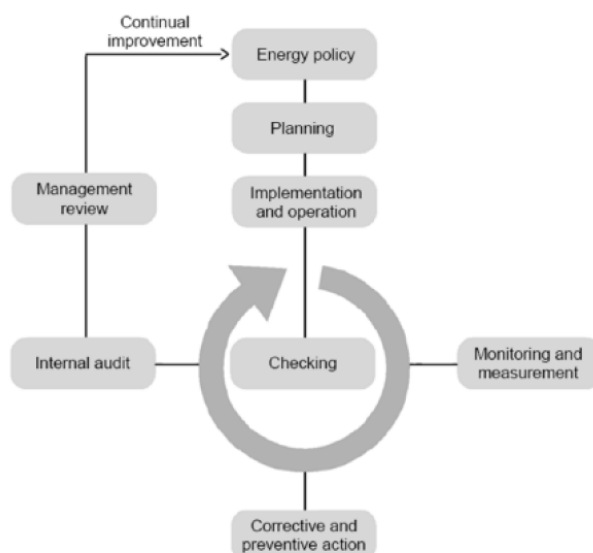 Continual
improvement
Energy policy
Planning
Implementation
and operation
Management
review
Internal audit
Checking
Monitoring and
measurement
Corrective and
preventive action